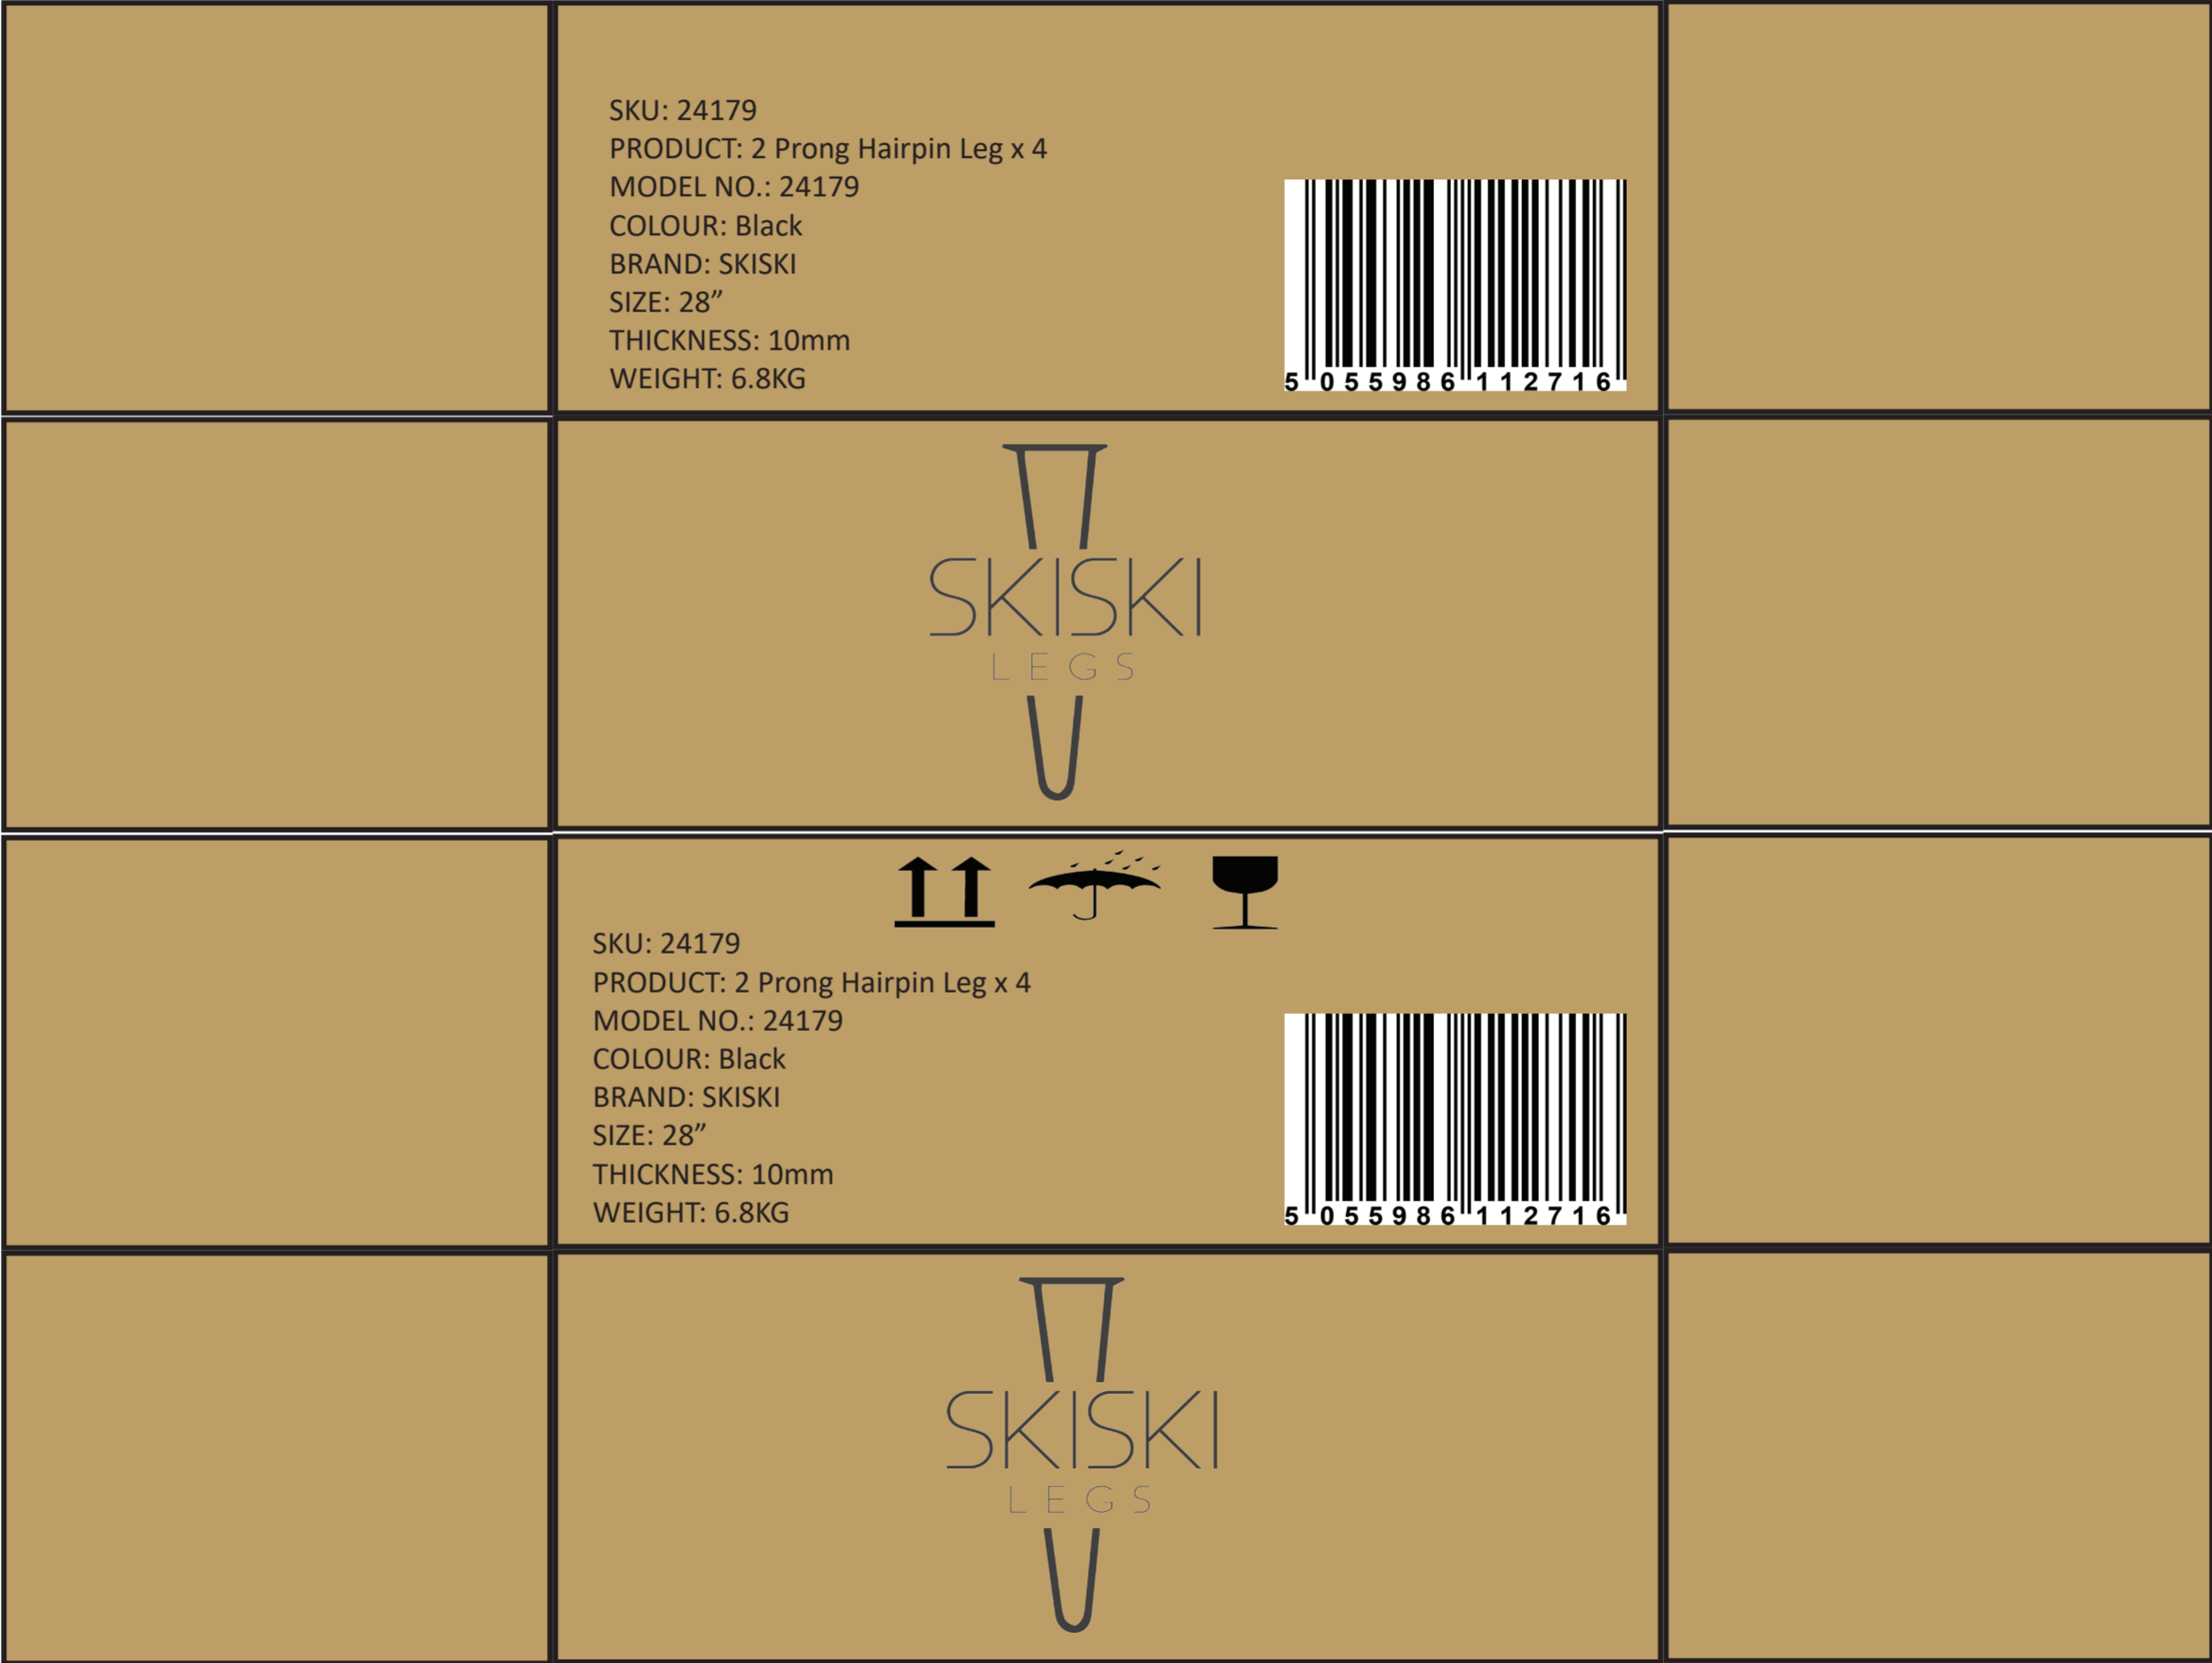 SKU: 24179
PRODUCT: 2 Prong Hairpin Leg x 4
MODEL NO.: 24179
COLOUR: Black
BRAND: SKISKI
SIZE: 28”
THICKNESS: 10mm
WEIGHT: 6.8KG
5 055986 112716
SKISKI
LEGS
SKU: 24179
PRODUCT: 2 Prong Hairpin Leg x 4
MODEL NO.: 24179
COLOUR: Black
BRAND: SKISKI
SIZE: 28”
THICKNESS: 10mm
WEIGHT: 6.8KG
5 055986 112716
SKISKI
LEGS